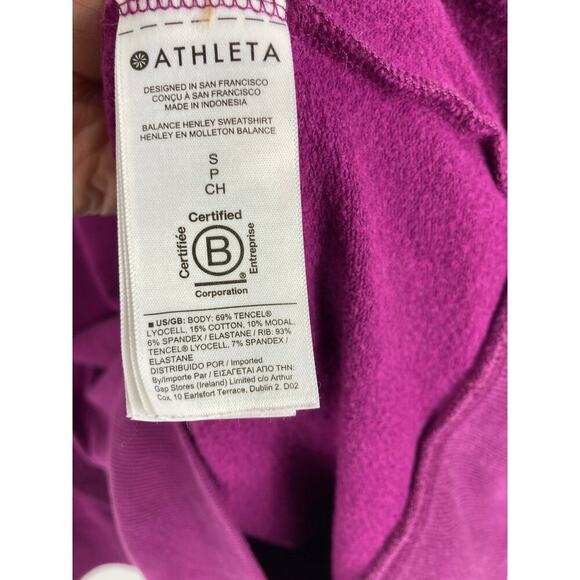 ATHLETA
DESIGNED IN SAN FRANCISCO
CONÇU À SAN FRANCISCO
MADE IN INDONESIA
BALANCE HENLEY SWEATSHIRT
HENLEY EN MOLLETON BALANCE
S
P
CH
Certified
Certifiée
B
Entreprise
®
Corporation
■ US/GB: BODY: 69% TENCEL®
LYOCELL, 15% COTTON, 10% MODAL,
6% SPANDEX / ELASTANE / RIB: 93%
TENCEL® LYOCELL, 7% SPANDEX /
ELASTANE
DISTRIBUIDO POR / Imported
By/Importe Par / ΕΙΣΑΓΕΤΑΙ ΑΠΟ ΤΗΝ:
Gap Stores (Ireland) Limited c/o Arthur
Cox, 10 Earlsfort Terrace, Dublin 2, D02